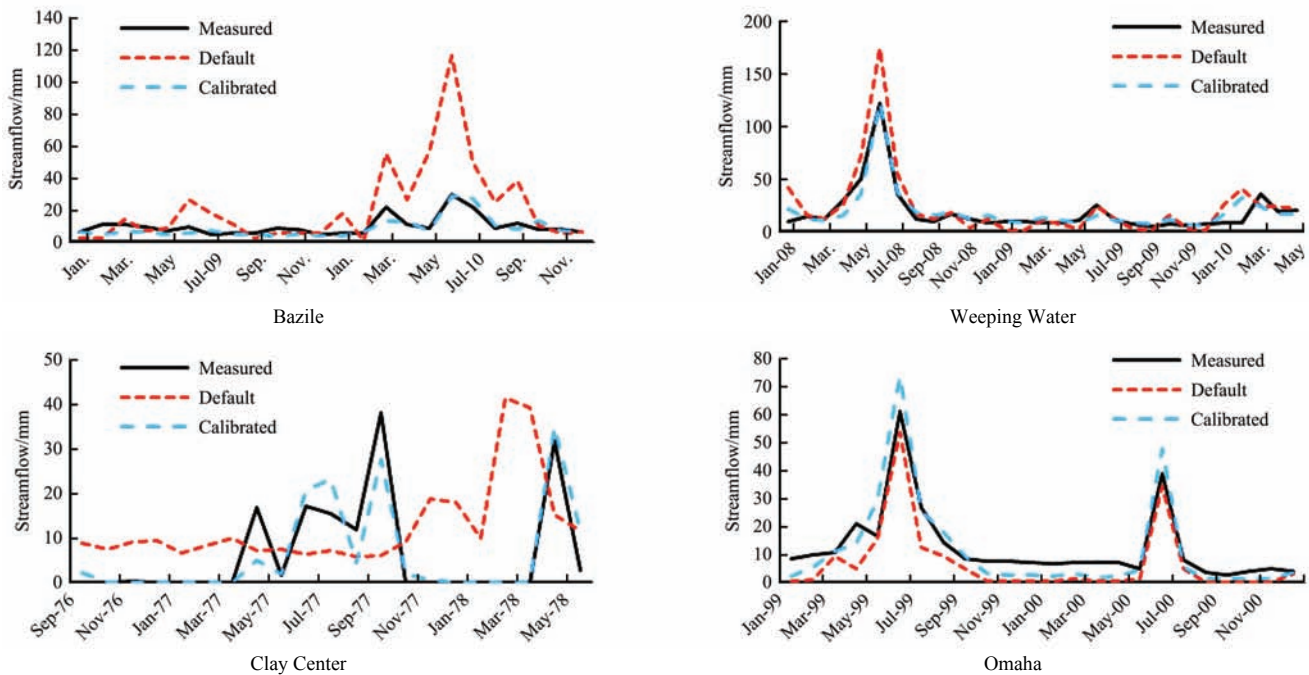 Streamflow/mm
140
120
100
80
60
40
20
0
Measured
Default
Calibrated
Jan.
Mar.
May
Jul-09
Sep.
Nov.
Jan.
Mar.
May
Jul-10
Sep.
Nov.
Bazile
Streamflow/mm
200
150
100
50
0
Measured
Default
Calibrated
Jan-08
Mar.
May
Jul-08
Sep-08
Nov-08
Jan-09
Mar.
May
Jul-09
Sep-09
Nov-09
Jan-10
Mar.
May
Weeping Water
Streamflow/mm
50
40
30
20
10
0
Measured
Default
Calibrated
Sep-76
Nov-76
Jan-77
Mar-77
May-77
Jul-77
Sep-77
Nov-77
Jan-78
Mar-78
May-78
Clay Center
Streamflow/mm
80
70
60
50
40
30
20
10
0
Measured
Default
Calibrated
Jan-99
Mar-99
May-99
Jul-99
Sep-99
Nov-99
Jan-00
Mar-00
May-00
Jul-00
Sep-00
Nov-00
Omaha